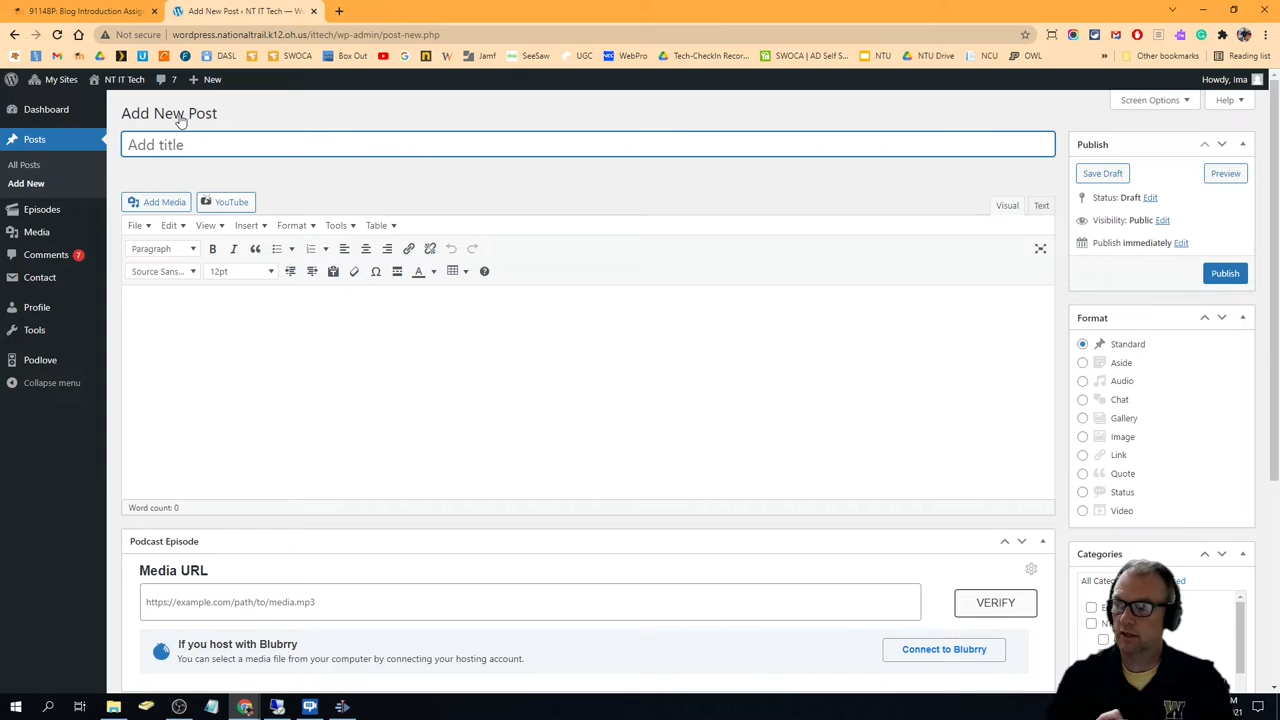 9114BP: Blog Introduction Assig
Add New Post ‹ NT IT Tech — Wo
Not secure | wordpress.nationaltrail.k12.oh.us/ittech/wp-admin/post-new.php
DASL
SWOCA
Box Out
Jamf
SeeSaw
UGC
WebPro
Tech-CheckIn Recor...
SWOCA | AD Self S...
NTU
NTU Drive
NCU
OWL
Other bookmarks
Reading list
My Sites
NT IT Tech
7
New
Howdy, Ima
Dashboard
Posts
All Posts
Add New
Episodes
Media
Comments 7
Contact
Profile
Tools
Podlove
Collapse menu
Add New Post
Screen Options
Help
Add title
Add Media
YouTube
Visual
Text
File
Edit
View
Insert
Format
Tools
Table
Paragraph
Source Sans...
12pt
Word count: 0
Podcast Episode
Media URL
https://example.com/path/to/media.mp3
VERIFY
If you host with Blubrry
You can select a media file from your computer by connecting your hosting account.
Connect to Blubrry
Publish
Save Draft
Preview
Status: Draft Edit
Visibility: Public Edit
Publish immediately Edit
Publish
Format
Standard
Aside
Audio
Chat
Gallery
Image
Link
Quote
Status
Video
Categories
All Categ